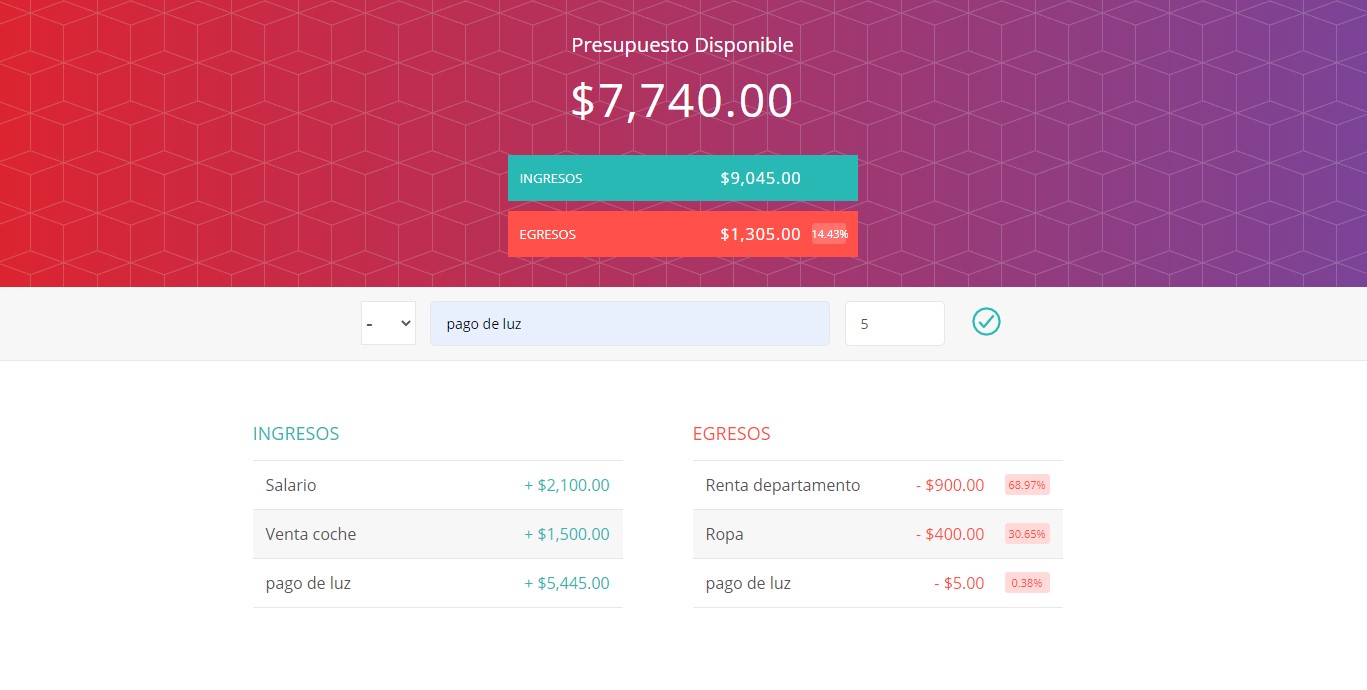 Presupuesto Disponible
$7,740.00
INGRESOS $9,045.00
EGRESOS $1,305.00 14.43%
- pago de luz 5
INGRESOS
Salario + $2,100.00
Venta coche + $1,500.00
pago de luz + $5,445.00
EGRESOS
Renta departamento - $900.00 68.97%
Ropa - $400.00 30.65%
pago de luz - $5.00 0.38%